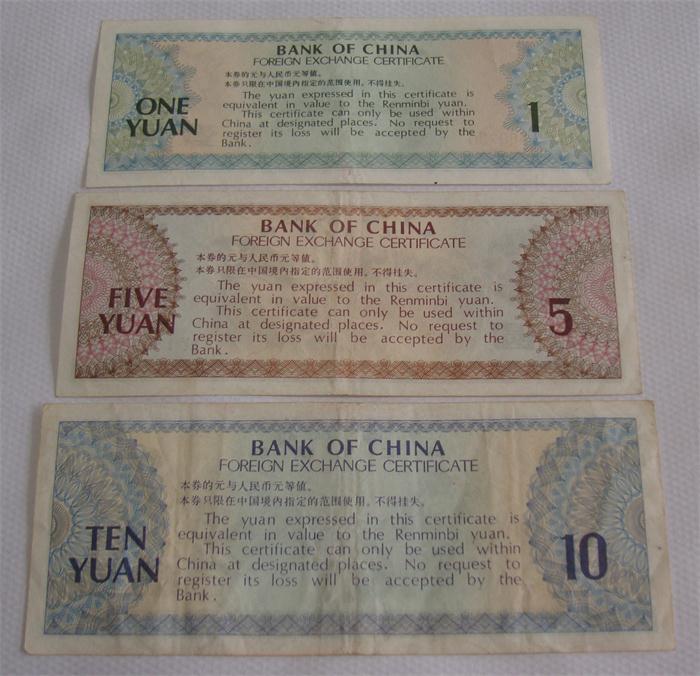 BANK OF CHINA
FOREIGN EXCHANGE CERTIFICATE
本券的元与人民币元等值。
本券只限在中国境内指定的范围使用。不得挂失。
The yuan expressed in this certificate is
equivalent in value to the Renminbi yuan.
This certificate can only be used within
China at designated places. No request to
register its loss will be accepted by the
Bank.
ONE
YUAN
1
BANK OF CHINA
FOREIGN EXCHANGE CERTIFICATE
本券的元与人民币元等值。
本券只限在中国境内指定的范围使用。不得挂失。
The yuan expressed in this certificate is
equivalent in value to the Renminbi yuan.
This certificate can only be used within
China at designated places. No request to
register its loss will be accepted by the
Bank.
FIVE
YUAN
5
BANK OF CHINA
FOREIGN EXCHANGE CERTIFICATE
本券的元与人民币元等值。
本券只限在中国境内指定的范围使用。不得挂失。
The yuan expressed in this certificate is
equivalent in value to the Renminbi yuan.
This certificate can only be used within
China at designated places. No request to
register its loss will be accepted by the
Bank.
TEN
YUAN
10